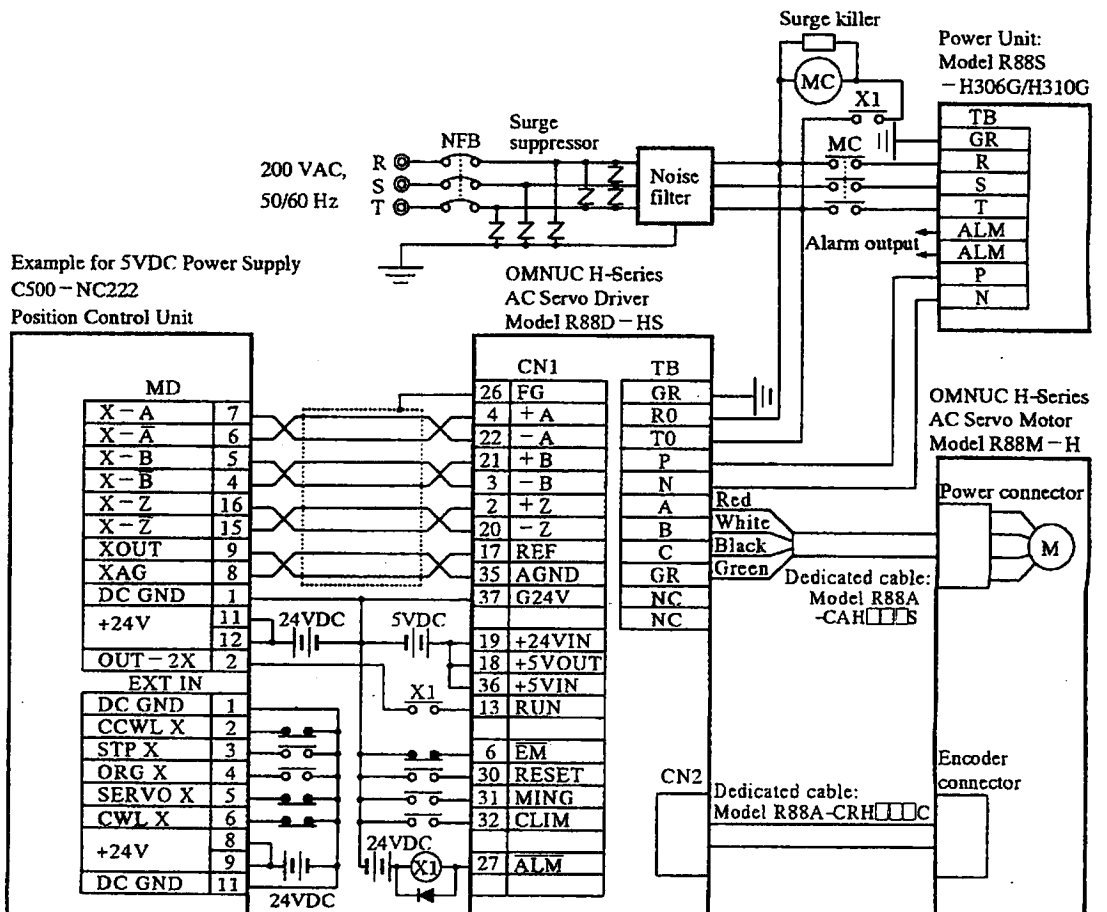 Surge killer
Power Unit:
Model R88S
－H306G/H310G
MC
X1
TB
GR
R
S
T
ALM
ALM
P
N
Surge
suppressor
NFB
MC
200 VAC,
50/60 Hz
R
S
T
Noise
filter
Alarm output
Example for 5VDC Power Supply
C500－NC222
Position Control Unit
OMNUC H-Series
AC Servo Driver
Model R88D－HS
OMNUC H-Series
AC Servo Motor
Model R88M－H
MD
X－A 7
X－A̅ 6
X－B 5
X－B̅ 4
X－Z 16
X－Z̅ 15
XOUT 9
XAG 8
DC GND 1
+24V 11
12
OUT－2X 2
EXT IN
DC GND 1
CCWL X 2
STP X 3
ORG X 4
SERVO X 5
CWL X 6
+24V 8
9
DC GND 11
24VDC
5VDC
X1
24VDC
X1
24VDC
CN1
26 FG
4 +A
22 －A
21 +B
3 －B
2 +Z
20 －Z
17 REF
35 AGND
37 G24V
19 +24VIN
18 +5VOUT
36 +5VIN
13 RUN
6 E̅M̅
30 RESET
31 MING
32 CLIM
27 A̅L̅M̅
TB
GR
R0
T0
P
N
A
B
C
GR
NC
NC
Red
White
Black
Green
Dedicated cable:
Model R88A
-CAH□□□S
Power connector
M
CN2
Dedicated cable:
Model R88A-CRH□□□C
Encoder
connector